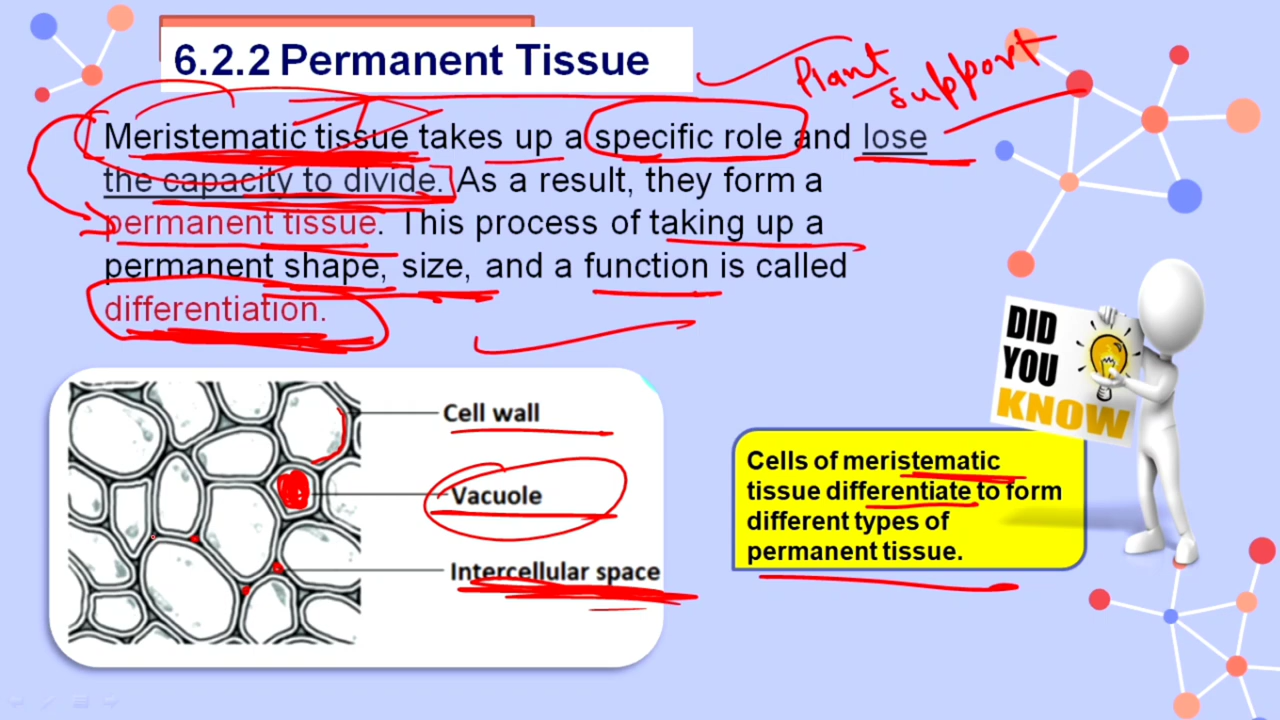 6.2.2 Permanent Tissue
Plant
support
Meristematic tissue takes up a specific role and lose
the capacity to divide. As a result, they form a
permanent tissue. This process of taking up a
permanent shape, size, and a function is called
differentiation.
Cell wall
Vacuole
Intercellular space
DID
YOU
KNOW
Cells of meristematic
tissue differentiate to form
different types of
permanent tissue.